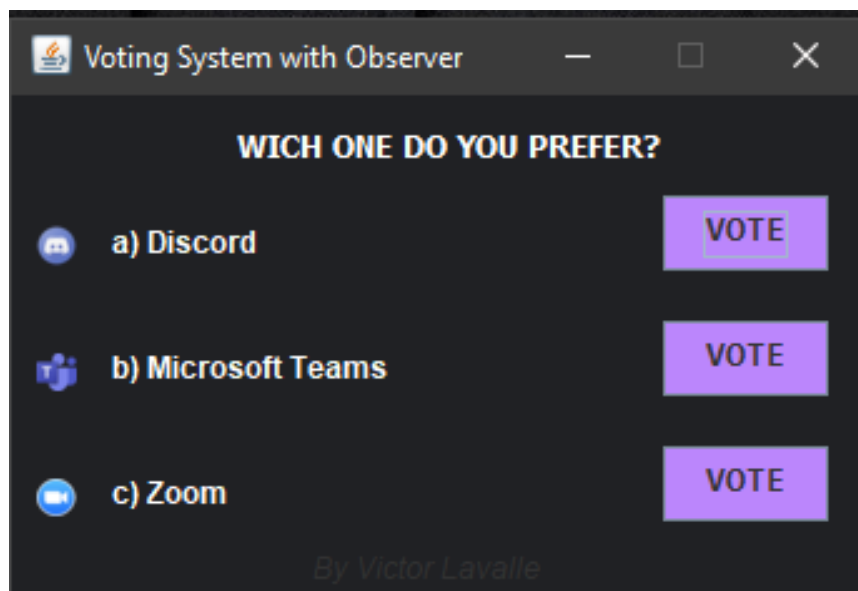 Voting System with Observer
WICH ONE DO YOU PREFER?
a) Discord VOTE
b) Microsoft Teams VOTE
c) Zoom VOTE
By Victor Lavalle